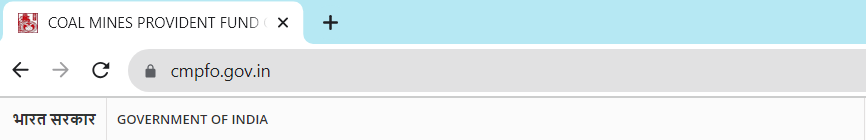 COAL MINES PROVIDENT FUND
cmpfo.gov.in
भारत सरकार GOVERNMENT OF INDIA